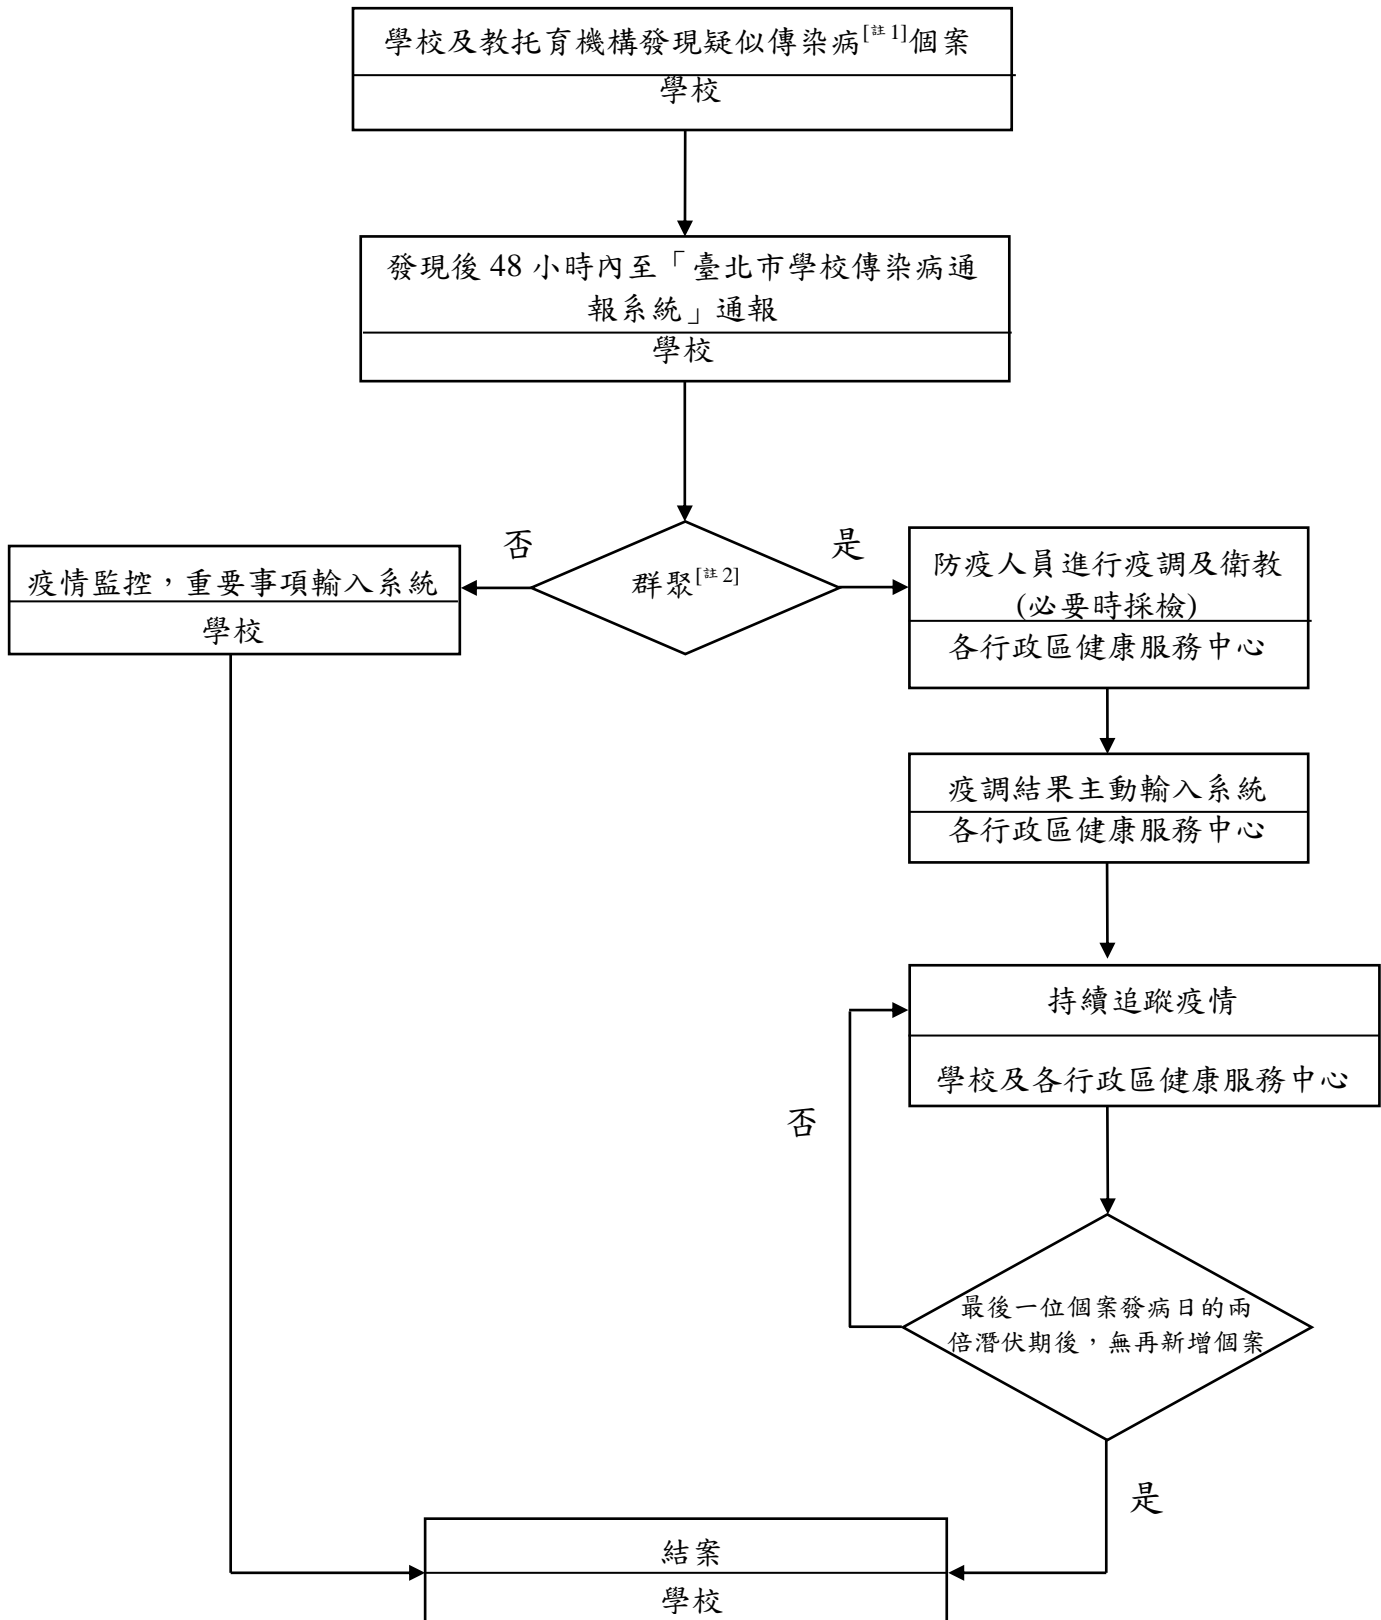 學校及教托育機構發現疑似傳染病[註1]個案
學校
發現後 48 小時內至「臺北市學校傳染病通
報系統」通報
學校
否
是
群聚[註2]
疫情監控，重要事項輸入系統
學校
防疫人員進行疫調及衛教
(必要時採檢)
各行政區健康服務中心
疫調結果主動輸入系統
各行政區健康服務中心
持續追蹤疫情
學校及各行政區健康服務中心
否
最後一位個案發病日的兩
倍潛伏期後，無再新增個案
是
結案
學校